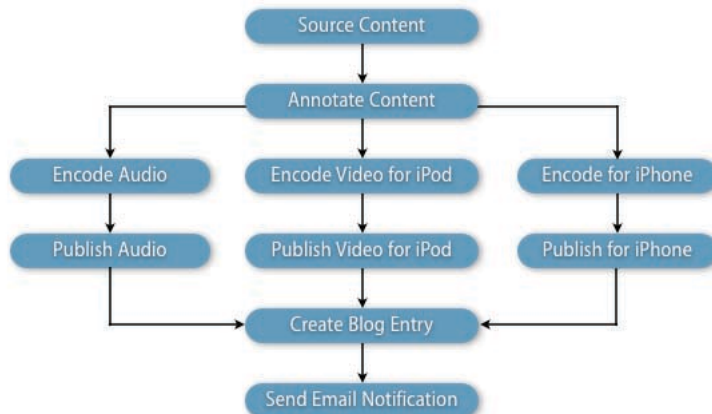 Source Content
Annotate Content
Encode Audio
Encode Video for iPod
Encode for iPhone
Publish Audio
Publish Video for iPod
Publish for iPhone
Create Blog Entry
Send Email Notification